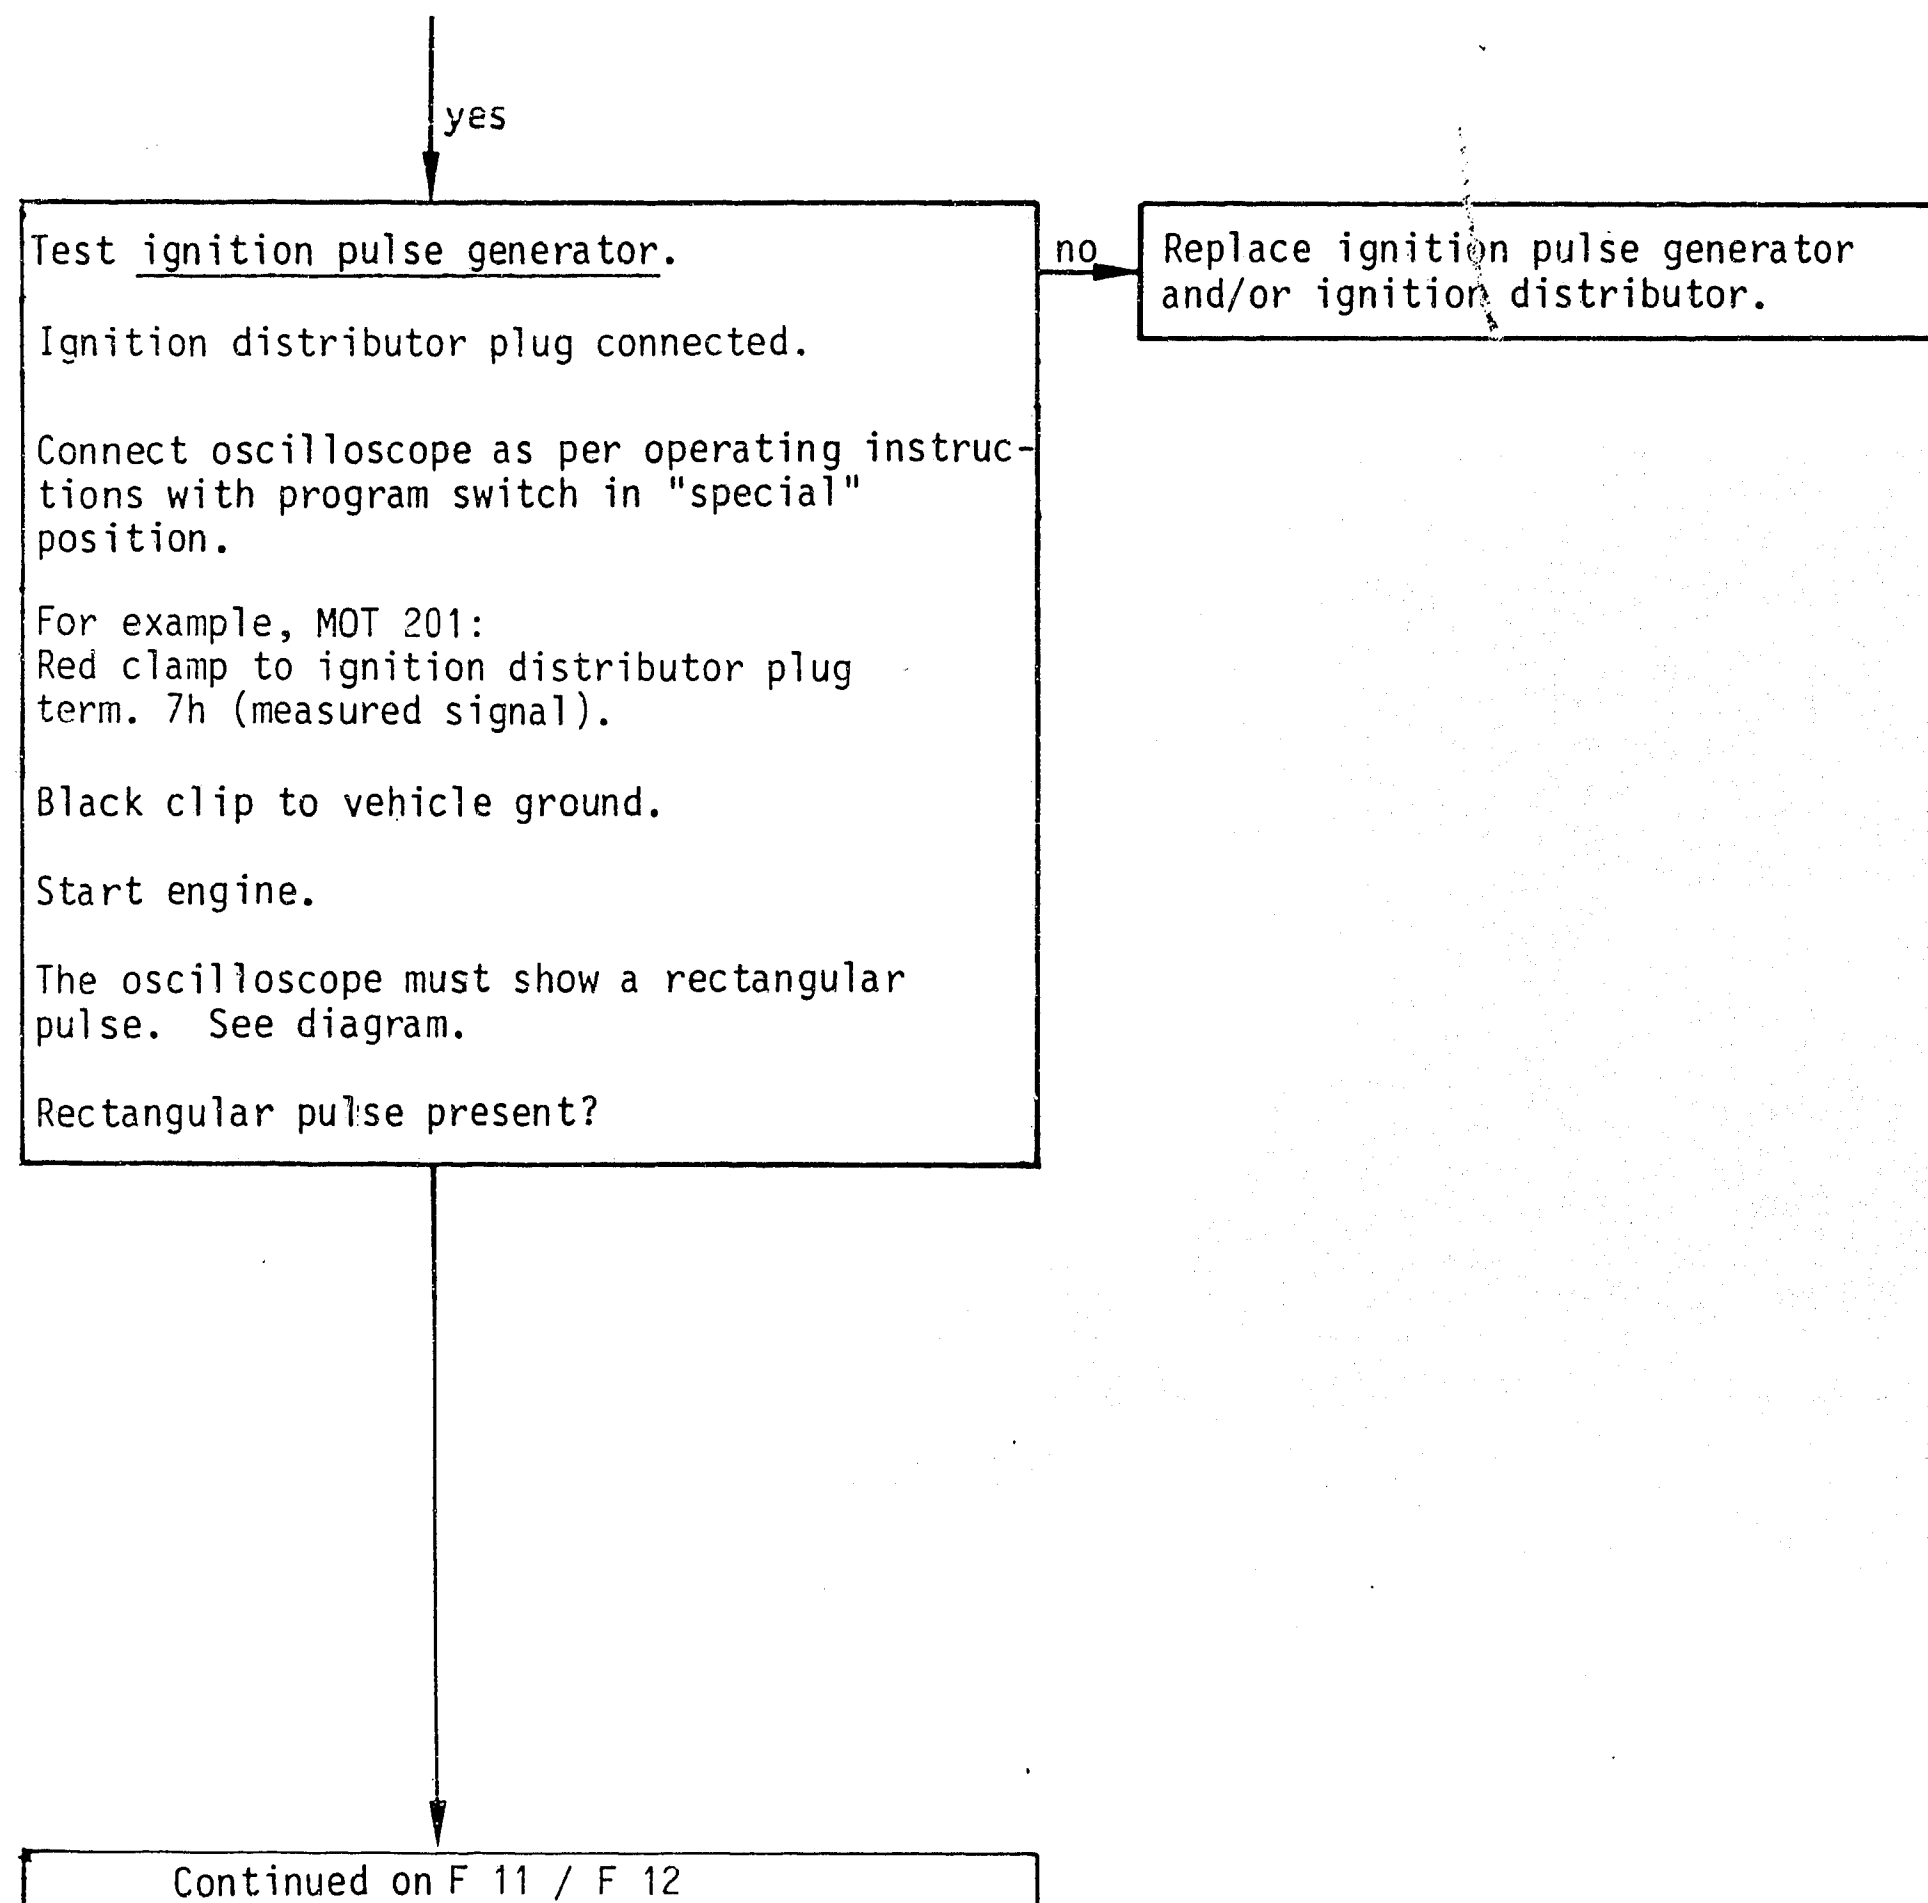 yes
Test ignition pulse generator.
no
Replace ignition pulse generator
and/or ignition distributor.
Ignition distributor plug connected.
Connect oscilloscope as per operating instruc-
tions with program switch in "special"
position.
For example, MOT 201:
Red clamp to ignition distributor plug
term. 7h (measured signal).
Black clip to vehicle ground.
Start engine.
The oscilloscope must show a rectangular
pulse. See diagram.
Rectangular pulse present?
Continued on F 11 / F 12